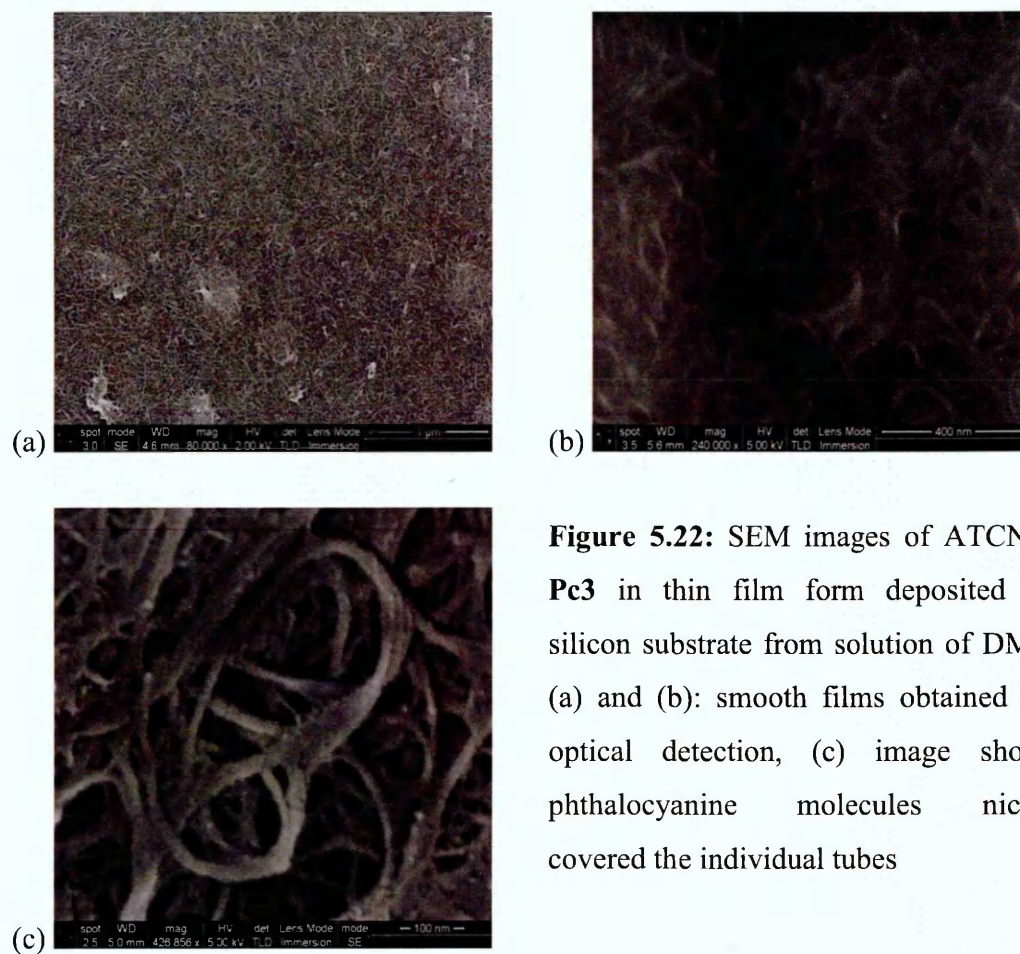 spot mode WD mag HV det Lens Mode 1 µm
3.0 SE 4.6 mm 80 000 x 2.00 kV TLD Immersion
(a)
spot WD mag HV det Lens Mode 400 nm
3.5 5.6 mm 240 000 x 5.00 kV TLD Immersion
(b)
Figure 5.22: SEM images of ATCN
Pc3 in thin film form deposited
silicon substrate from solution of DM
(a) and (b): smooth films obtained
optical detection, (c) image sho
phthalocyanine molecules nic
covered the individual tubes
spot WD mag HV det Lens Mode mode 100 nm
2.5 5.0 mm 426 856 x 5.00 kV TLD Immersion SE
(c)